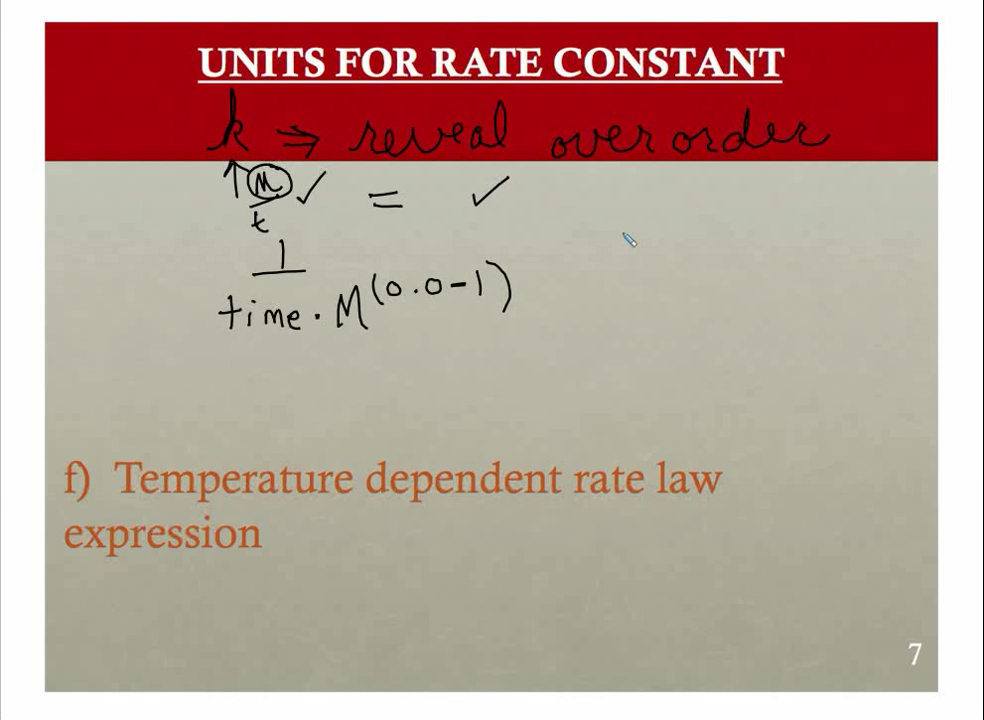 UNITS FOR RATE CONSTANT
k ⇒ reveal over order
↑ M/t ✓ = ✓
1
time · M^(0.0-1)
f) Temperature dependent rate law
expression
7